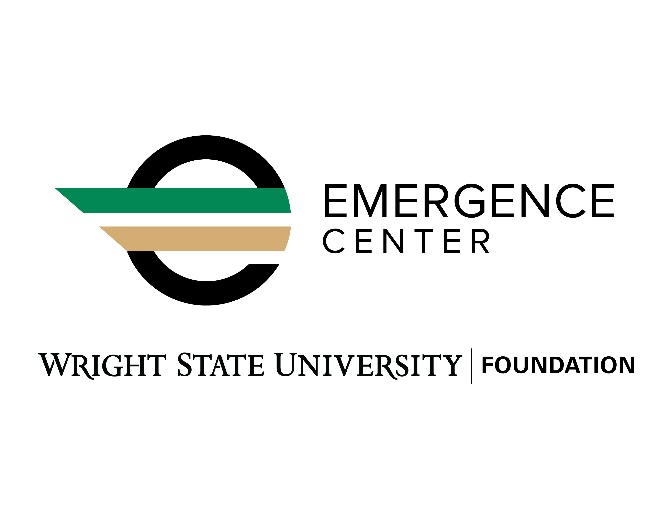 EMERGENCE
CENTER
WRIGHT STATE UNIVERSITY | FOUNDATION